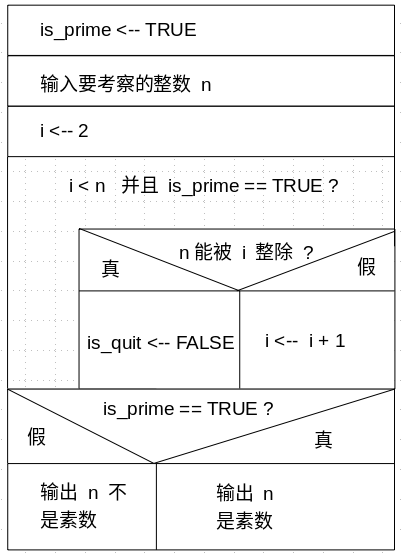 is_prime <-- TRUE
输入要考察的整数 n
i <-- 2
i < n 并且 is_prime == TRUE ?
n 能被 i 整除 ?
真
假
is_quit <-- FALSE
i <-- i + 1
is_prime == TRUE ?
假
真
输出 n 不
是素数
输出 n
是素数